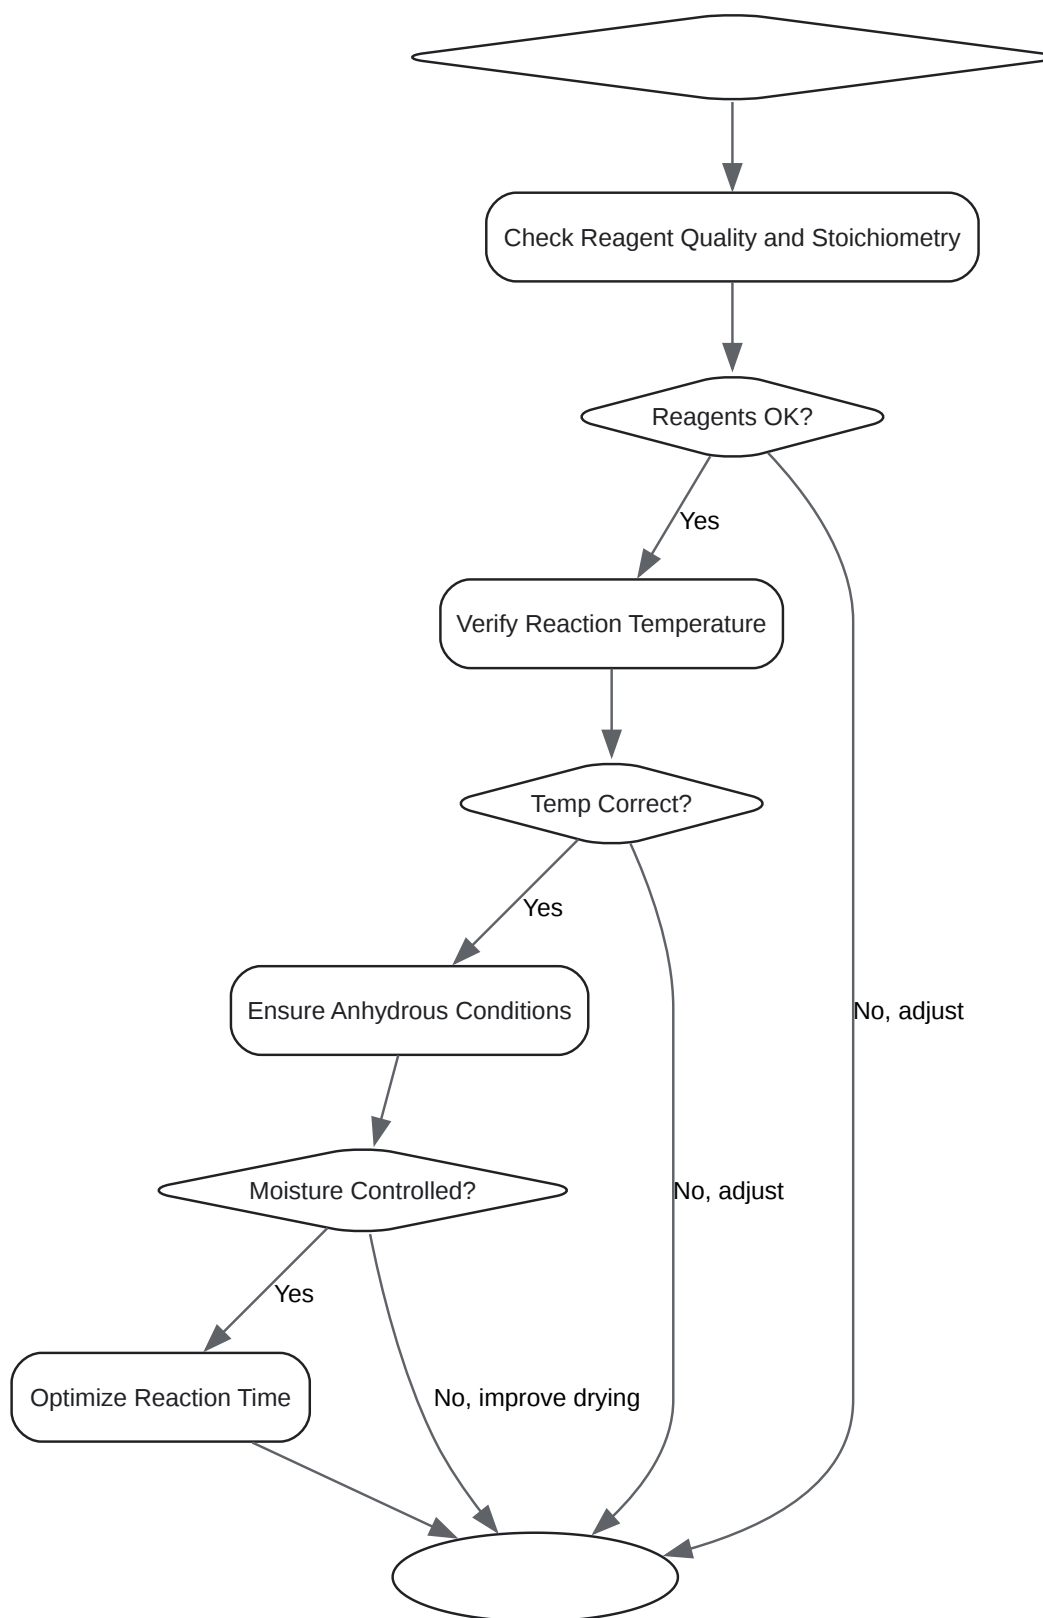 Check Reagent Quality and Stoichiometry
Reagents OK?
Yes
Verify Reaction Temperature
Temp Correct?
Yes
Ensure Anhydrous Conditions
No, adjust
Moisture Controlled?
No, adjust
Yes
Optimize Reaction Time
No, improve drying